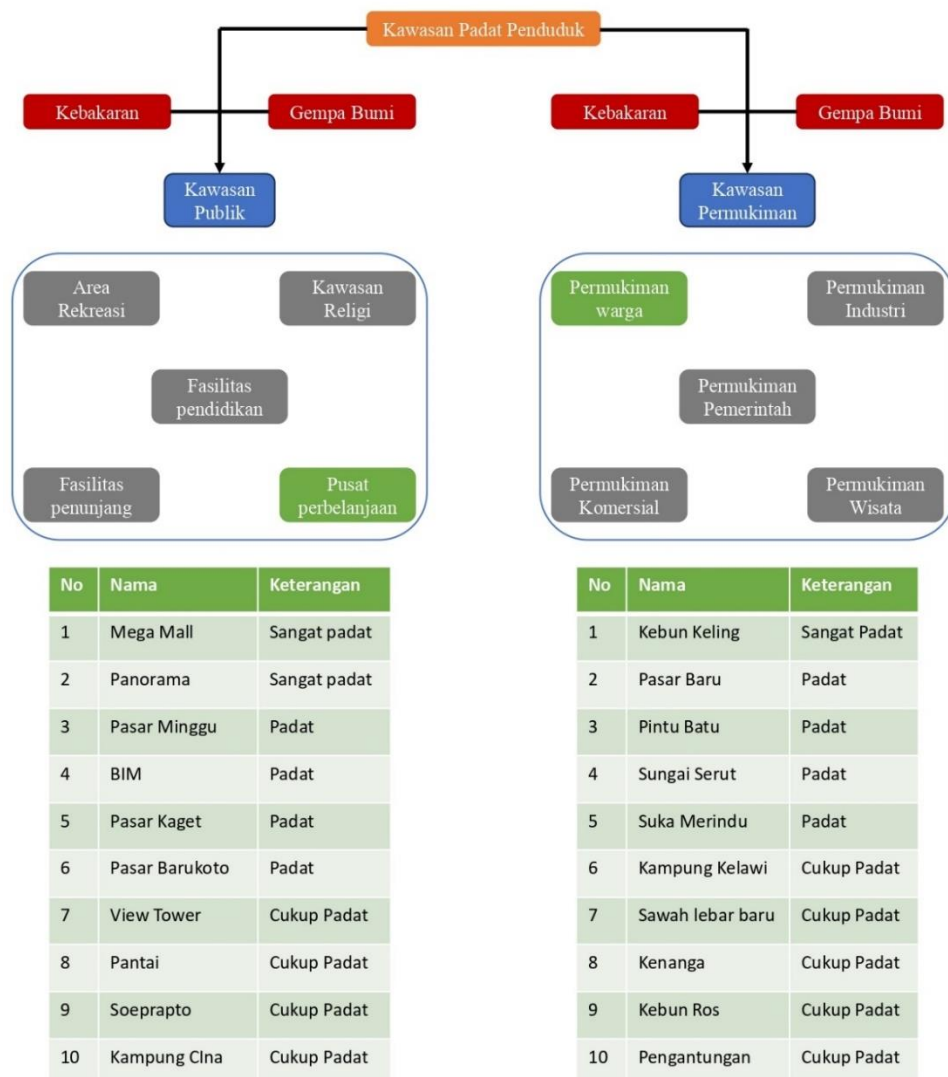 Kawasan Padat Penduduk
Kebakaran
Gempa Bumi
Kebakaran
Gempa Bumi
Kawasan
Publik
Kawasan
Permukiman
Area
Rekreasi
Kawasan
Religi
Fasilitas
pendidikan
Fasilitas
penunjang
Pusat
perbelanjaan
Permukiman
warga
Permukiman
Industri
Permukiman
Pemerintah
Permukiman
Komersial
Permukiman
Wisata
No Nama Keterangan
1 Mega Mall Sangat padat
2 Panorama Sangat padat
3 Pasar Minggu Padat
4 BIM Padat
5 Pasar Kaget Padat
6 Pasar Barukoto Padat
7 View Tower Cukup Padat
8 Pantai Cukup Padat
9 Soeprapto Cukup Padat
10 Kampung CIna Cukup Padat
No Nama Keterangan
1 Kebun Keling Sangat Padat
2 Pasar Baru Padat
3 Pintu Batu Padat
4 Sungai Serut Padat
5 Suka Merindu Padat
6 Kampung Kelawi Cukup Padat
7 Sawah lebar baru Cukup Padat
8 Kenanga Cukup Padat
9 Kebun Ros Cukup Padat
10 Pengantungan Cukup Padat